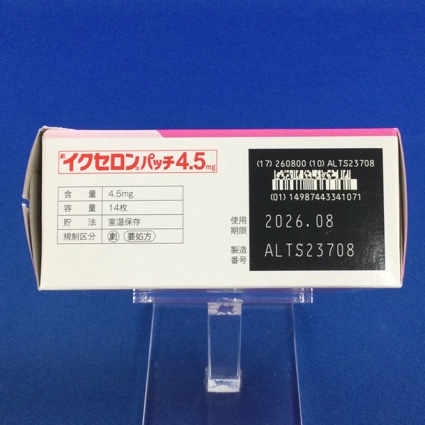 劇イクセロン®パッチ4.5mg
含量 4.5mg
容量 14枚
貯法 室温保存
規制区分 劇 要処方
(17) 260800 (10) ALTS23708
(01) 14987443341071
使用期限 2026.08
製造番号 ALTS23708